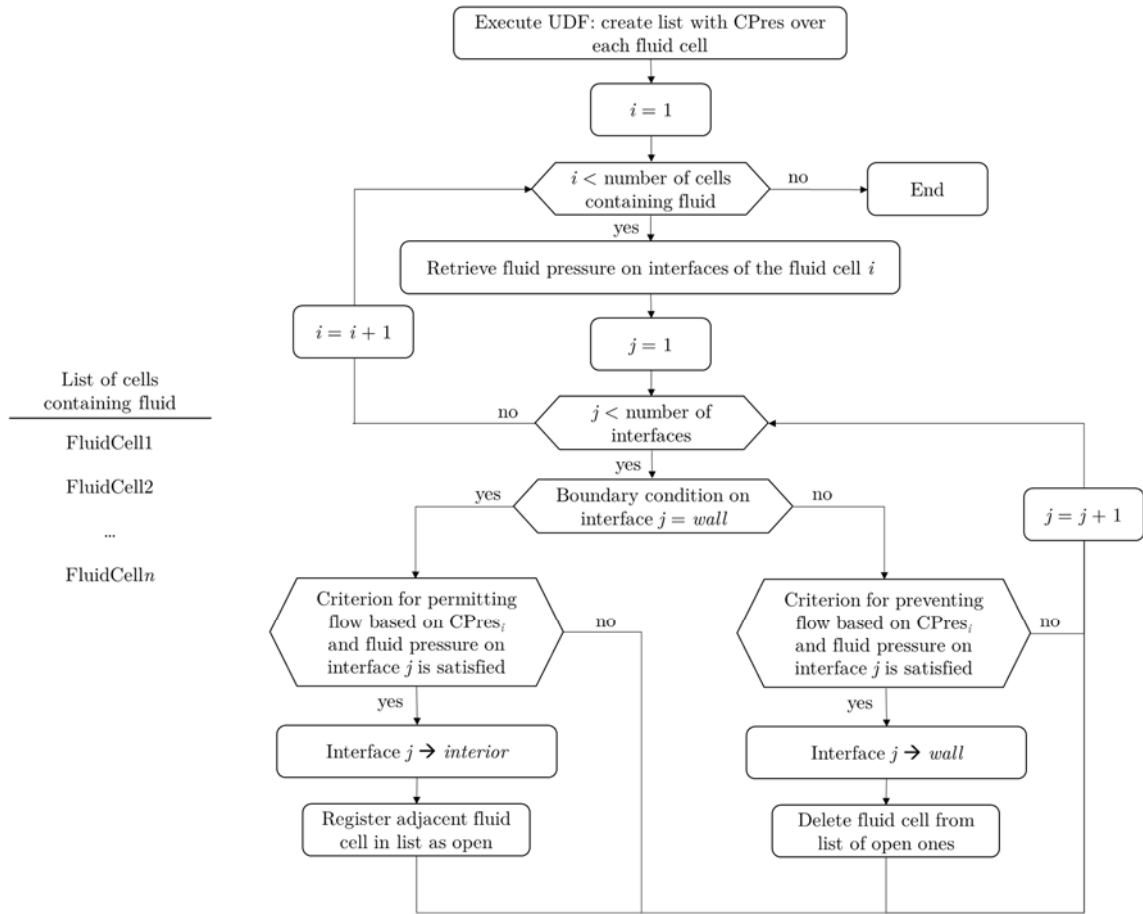 Execute UDF: create list with CPres over
each fluid cell
i = 1
i < number of cells
containing fluid
no
End
yes
Retrieve fluid pressure on interfaces of the fluid cell i
i = i + 1
j = 1
List of cells
containing fluid
FluidCell1
FluidCell2
...
FluidCelln
no
j < number of
interfaces
yes
yes
Boundary condition on
interface j = wall
no
j = j + 1
Criterion for permitting
flow based on CPresᵢ
and fluid pressure on
interface j is satisfied
no
Criterion for preventing
flow based on CPresᵢ
and fluid pressure on
interface j is satisfied
no
yes
yes
Interface j → interior
Interface j → wall
Register adjacent fluid
cell in list as open
Delete fluid cell from
list of open ones